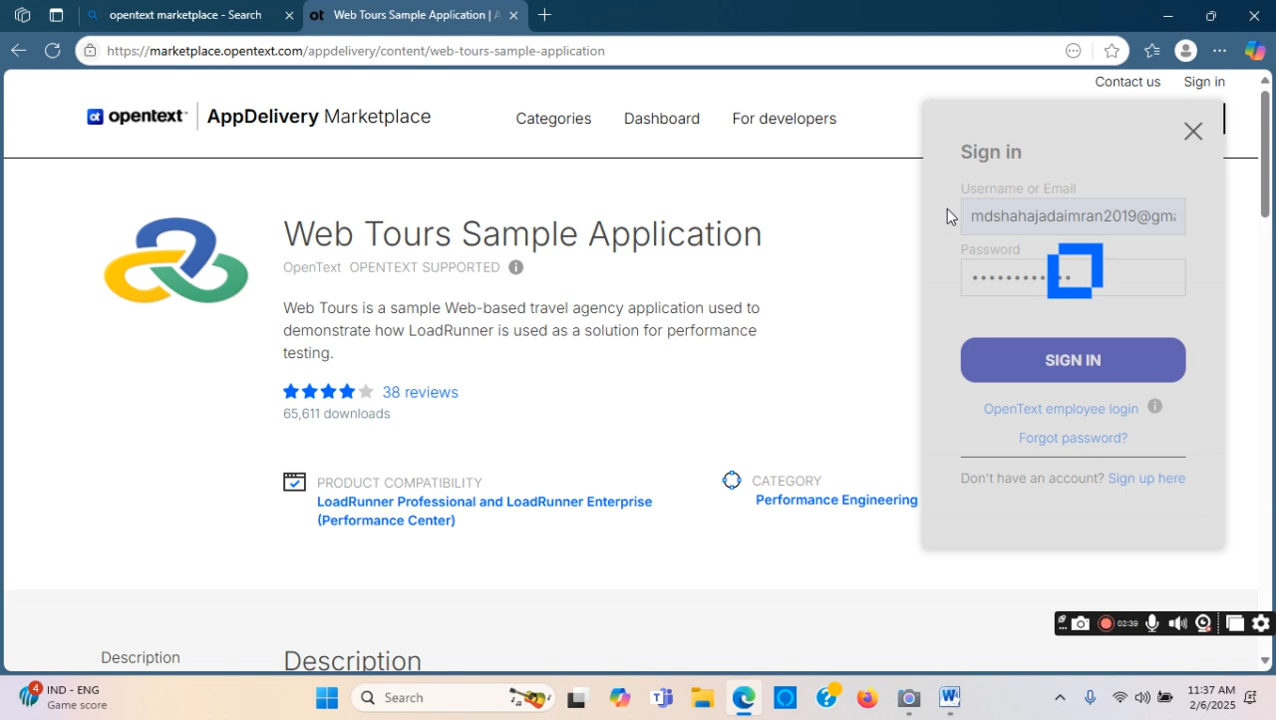 opentext marketplace - Search
Web Tours Sample Application | A
https://marketplace.opentext.com/appdelivery/content/web-tours-sample-application
Contact us
Sign in
opentext™
AppDelivery Marketplace
Categories
Dashboard
For developers
Sign in
Username or Email
mdshahajadaimran2019@gma
Password
SIGN IN
OpenText employee login
Forgot password?
Don't have an account? Sign up here
Web Tours Sample Application
OpenText OPENTEXT SUPPORTED
Web Tours is a sample Web-based travel agency application used to
demonstrate how LoadRunner is used as a solution for performance
testing.
38 reviews
65,611 downloads
PRODUCT COMPATIBILITY
LoadRunner Professional and LoadRunner Enterprise
(Performance Center)
CATEGORY
Performance Engineering
Description
Description
02:39
4
IND - ENG
Game score
Search
11:37 AM
2/6/2025